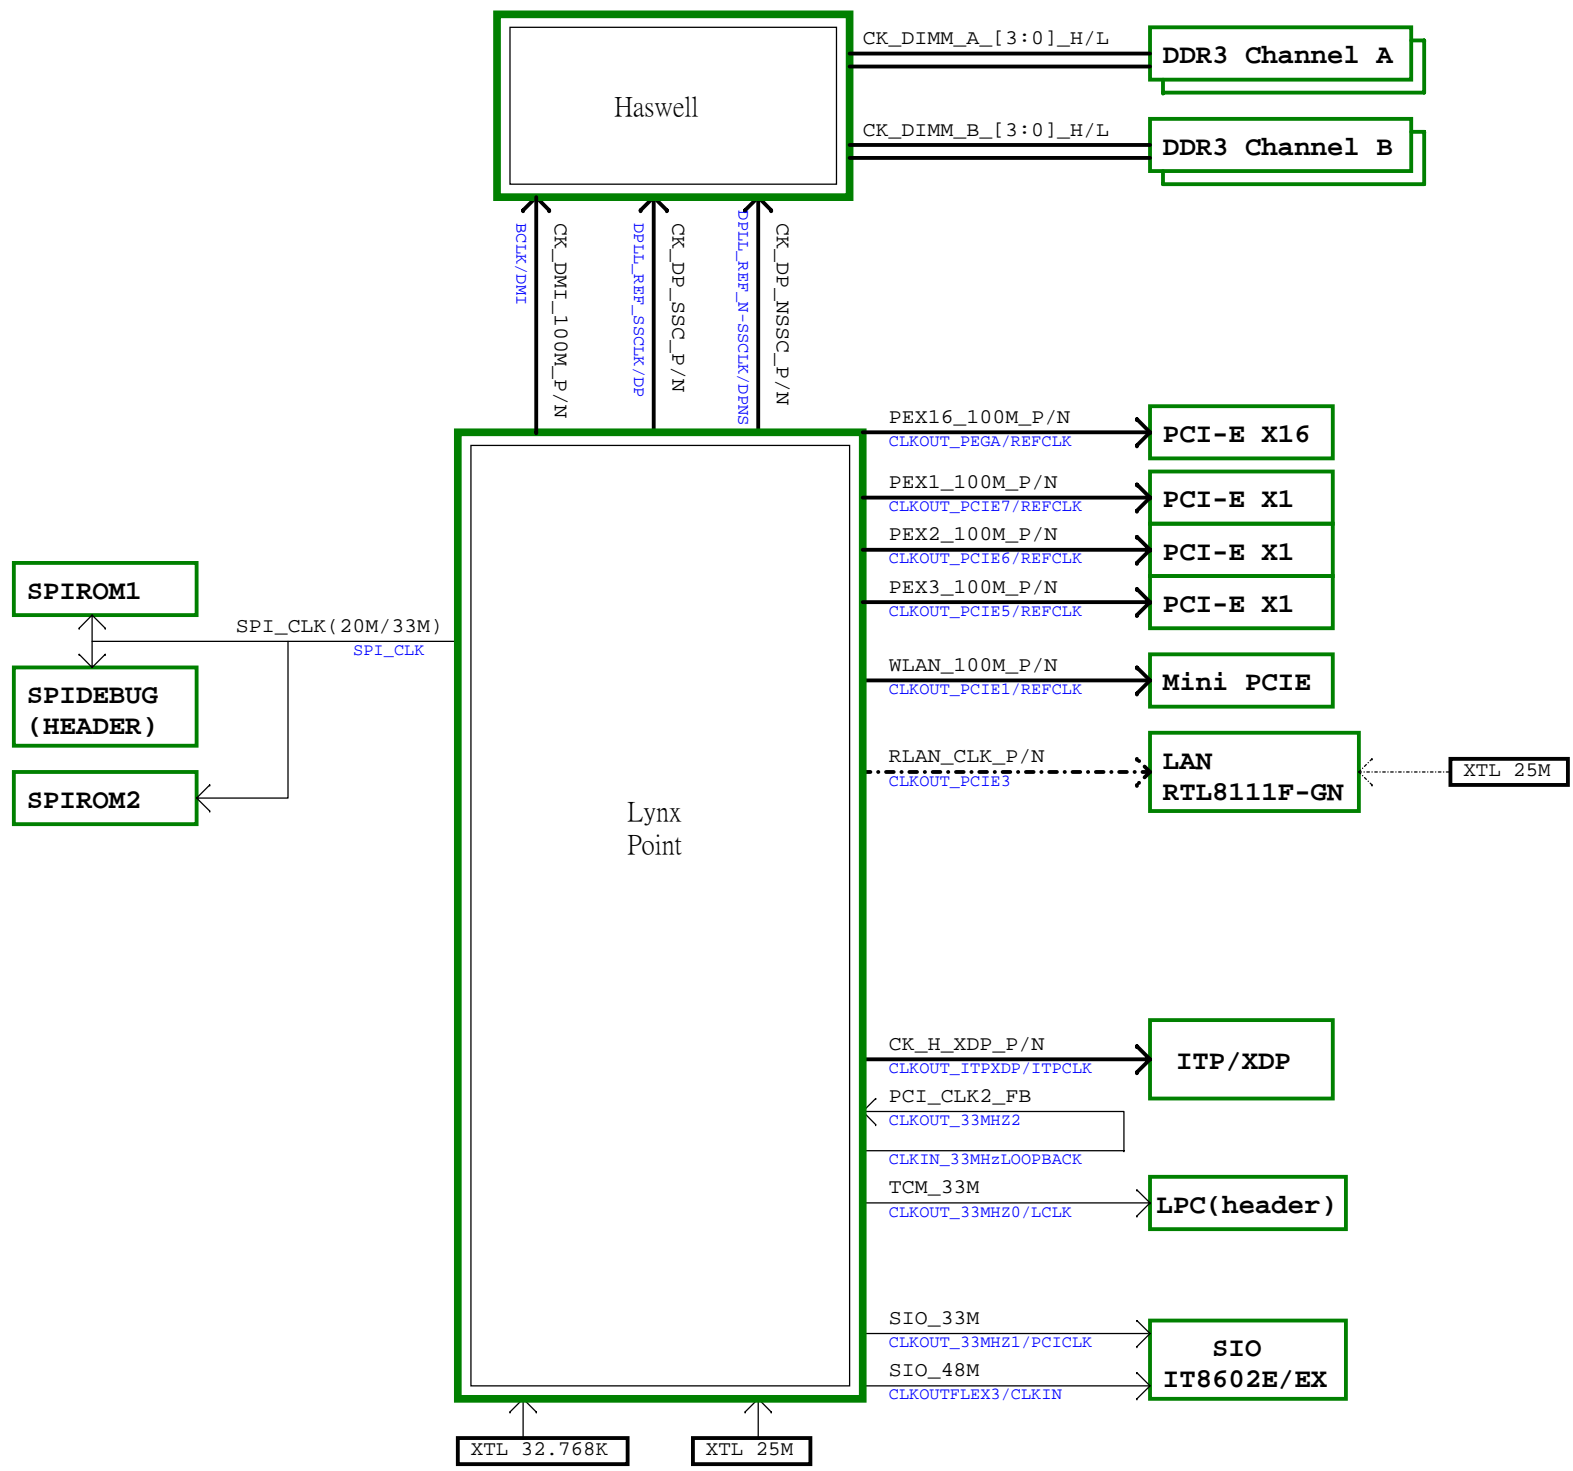 CK_DIMM_A_[3:0]_H/L
DDR3 Channel A
Haswell
CK_DIMM_B_[3:0]_H/L
DDR3 Channel B
BCLK/DMI
CK_DMI_100M_P/N
DPLL_REF_SSCLK/DP
CK_DP_SSC_P/N
DPLL_REF_N-SSCLK/DPNS
CK_DP_NSSC_P/N
PEX16_100M_P/N
CLKOUT_PEGA/REFCLK
PCI-E X16
PEX1_100M_P/N
CLKOUT_PCIE7/REFCLK
PCI-E X1
PEX2_100M_P/N
CLKOUT_PCIE6/REFCLK
PCI-E X1
PEX3_100M_P/N
CLKOUT_PCIE5/REFCLK
PCI-E X1
SPIROM1
SPI_CLK(20M/33M)
SPI_CLK
SPIDEBUG
(HEADER)
SPIROM2
WLAN_100M_P/N
CLKOUT_PCIE1/REFCLK
Mini PCIE
RLAN_CLK_P/N
CLKOUT_PCIE3
LAN
RTL8111F-GN
XTL 25M
Lynx
Point
CK_H_XDP_P/N
CLKOUT_ITPXDP/ITPCLK
ITP/XDP
PCI_CLK2_FB
CLKOUT_33MHZ2
CLKIN_33MHzLOOPBACK
TCM_33M
CLKOUT_33MHZ0/LCLK
LPC(header)
SIO_33M
CLKOUT_33MHZ1/PCICLK
SIO_48M
CLKOUTFLEX3/CLKIN
SIO
IT8602E/EX
XTL 32.768K
XTL 25M